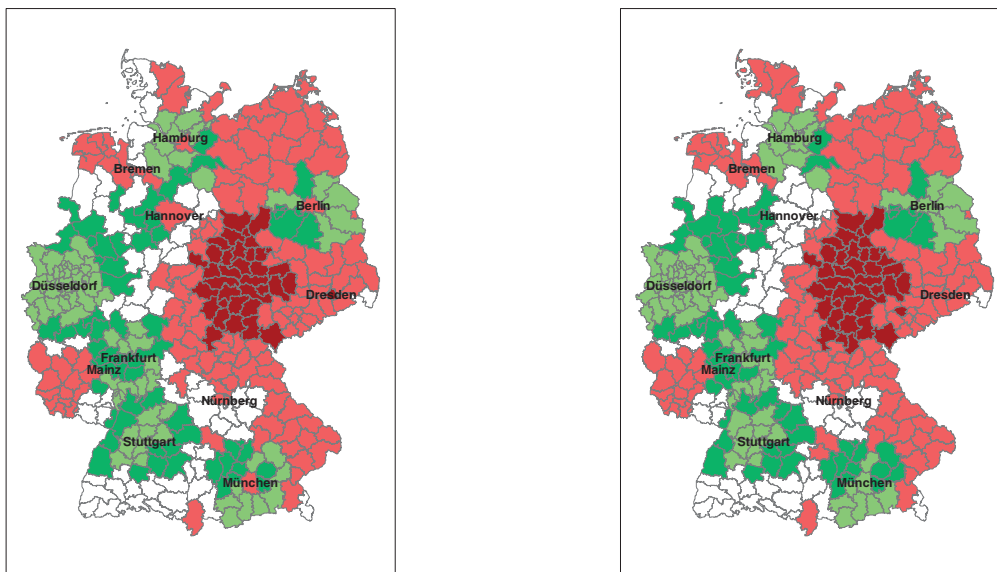 Hamburg
Bremen
Hannover
Berlin
Düsseldorf
Dresden
Frankfurt
Mainz
Nürnberg
Stuttgart
München
Hamburg
Bremen
Hannover
Berlin
Düsseldorf
Dresden
Frankfurt
Mainz
Nürnberg
Stuttgart
München